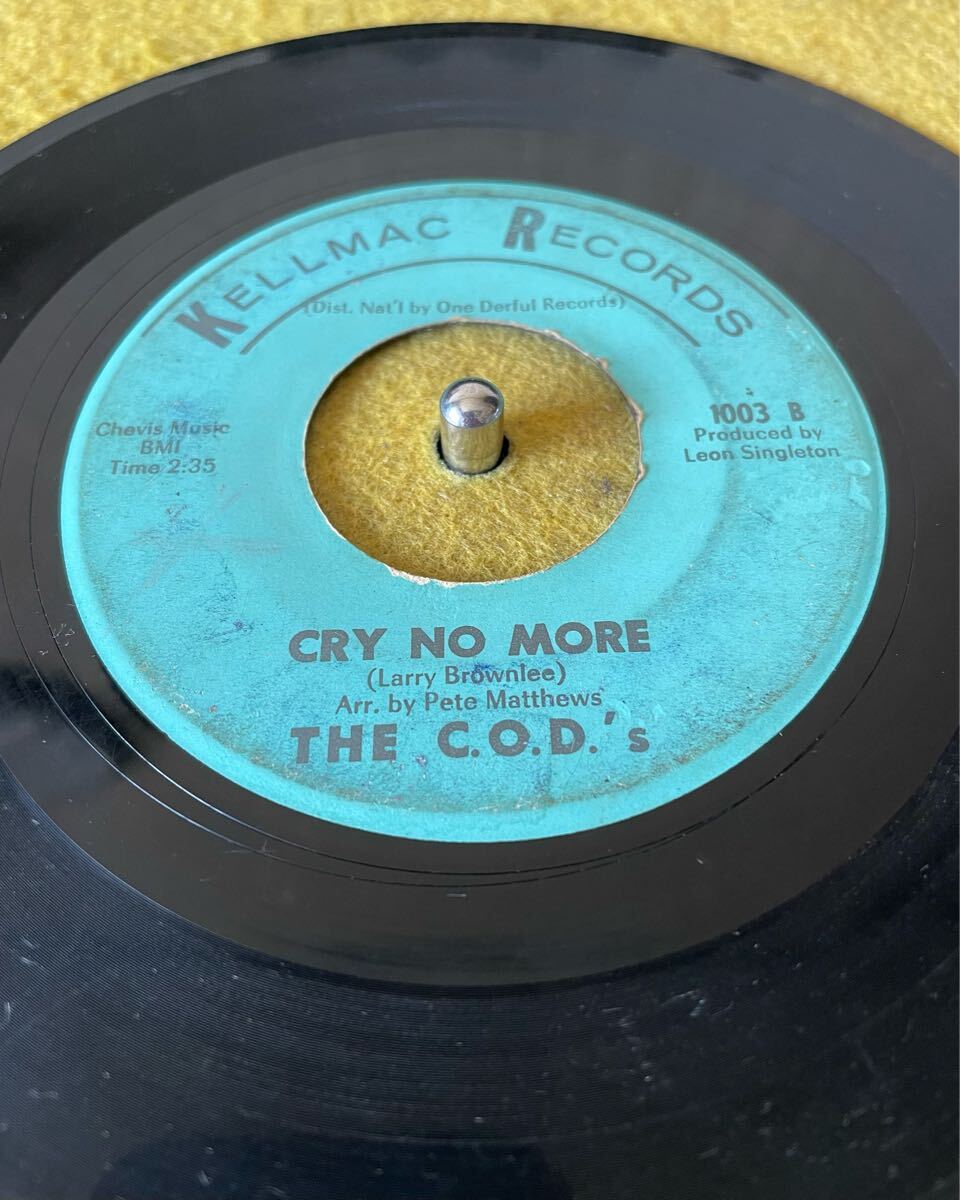 KELLMAC RECORDS
(Dist. Nat'l by One Derful Records)
Chevis Music
BMI
Time 2:35
1003 B
Produced by
Leon Singleton
CRY NO MORE
(Larry Brownlee)
Arr. by Pete Matthews
THE C.O.D.'s